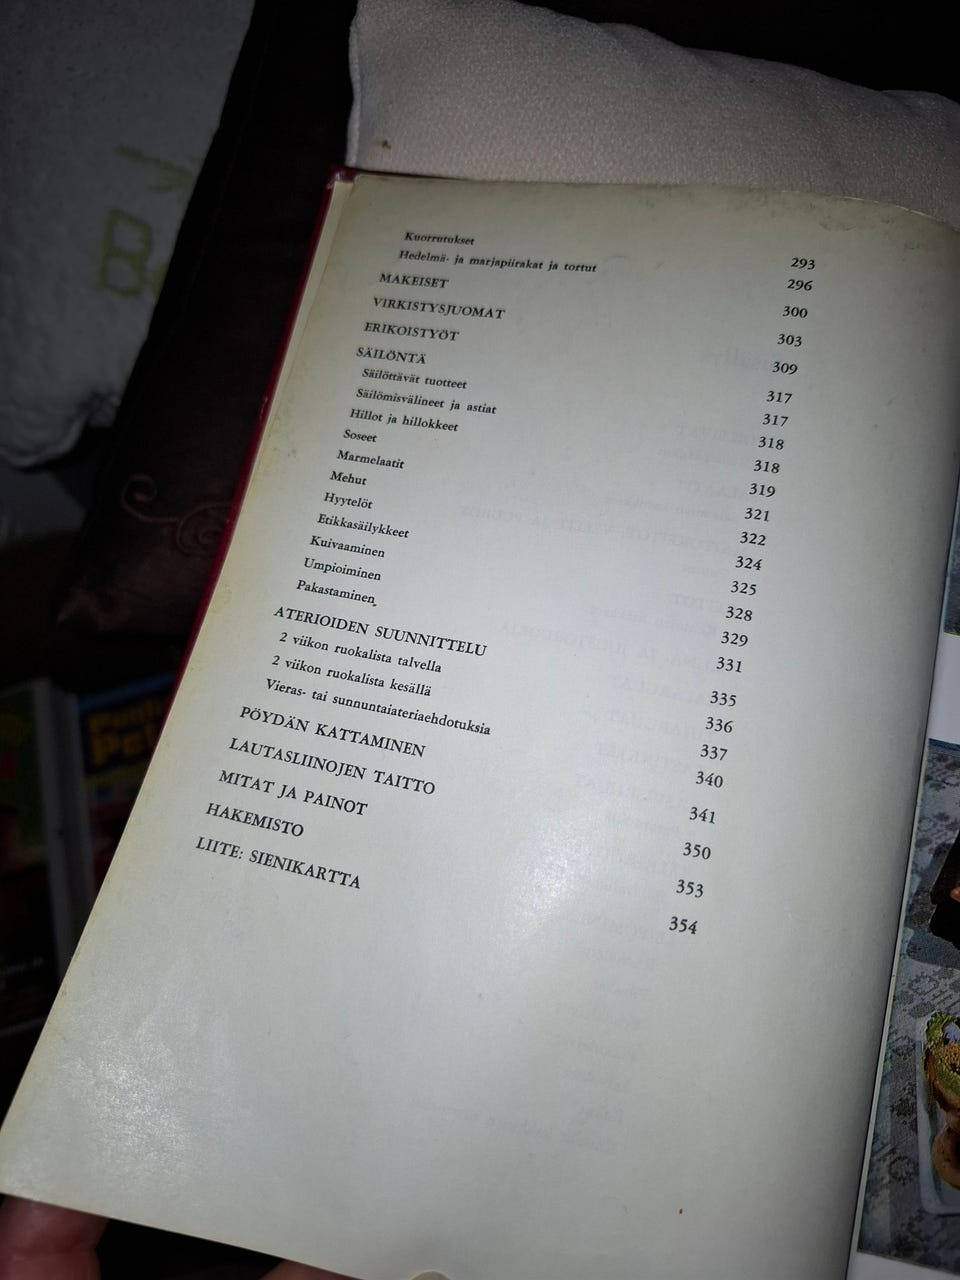 Kuorrutukset 293
Hedelmä- ja marjapiirakat ja tortut 296
MAKEISET 300
VIRKISTYSJUOMAT 303
ERIKOISTYÖT 309
SÄILÖNTÄ 317
Säilöttävät tuotteet 317
Säilömisvälineet ja astiat 318
Hillot ja hillokkeet 318
Soseet 319
Marmelaatit 321
Mehut 322
Hyytelöt 324
Etikkasäilykkeet 325
Kuivaaminen 328
Umpioiminen 329
Pakastaminen 331
ATERIOIDEN SUUNNITTELU 335
2 viikon ruokalista talvella 336
2 viikon ruokalista kesällä 337
Vieras- tai sunnuntaiateriaehdotuksia 340
PÖYDÄN KATTAMINEN 341
LAUTASLIINOJEN TAITTO 350
MITAT JA PAINOT 353
HAKEMISTO 354
LIITE: SIENIKARTTA